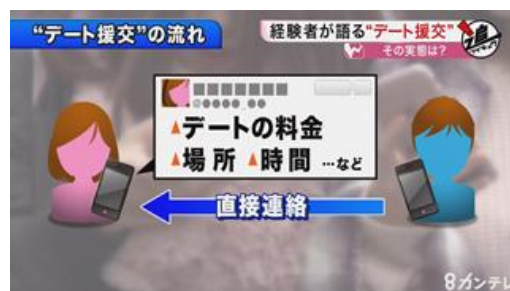 “デート援交”の流れ
経験者が語る“デート援交”
その実態は?
デートの料金
場所 時間 …など
直接連絡
8カンテレ